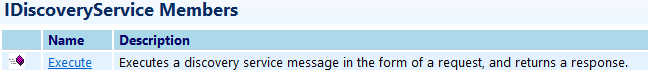 IDiscoveryService Members
Name Description
Execute Executes a discovery service message in the form of a request, and returns a response.